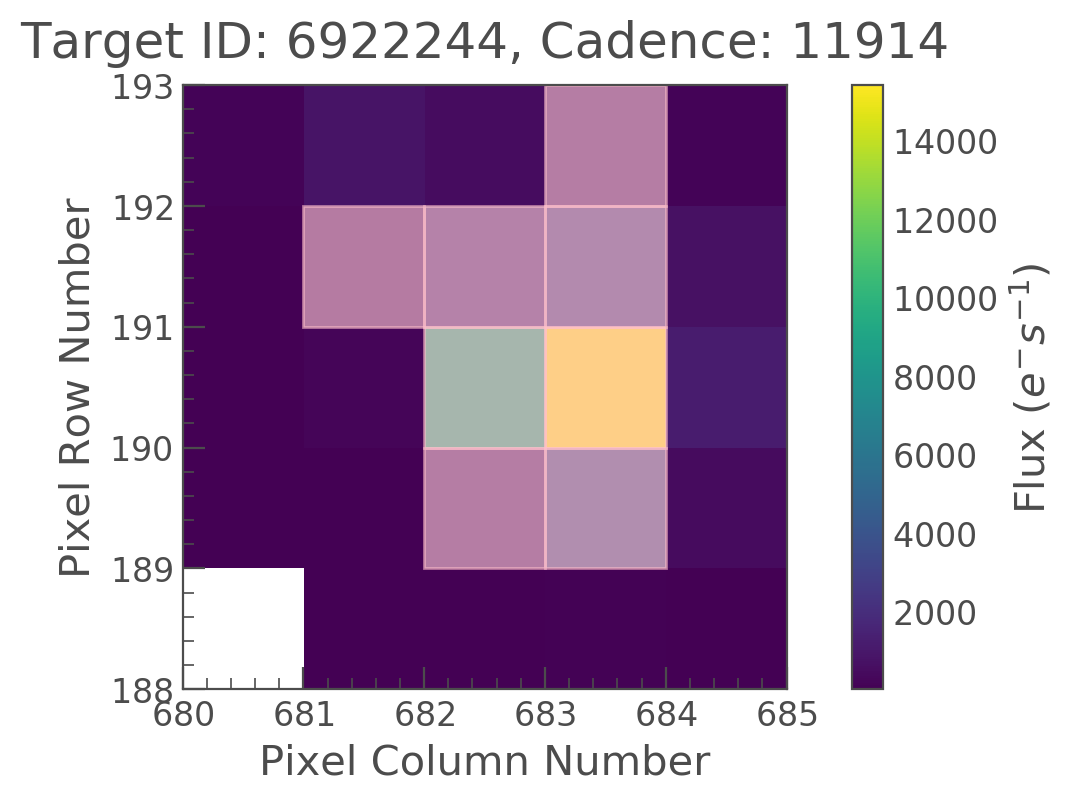 Target ID: 6922244, Cadence: 11914
193
192
191
190
189
188
Pixel Row Number
680 681 682 683 684 685
Pixel Column Number
14000
12000
10000
8000
6000
4000
2000
Flux (e⁻s⁻¹)